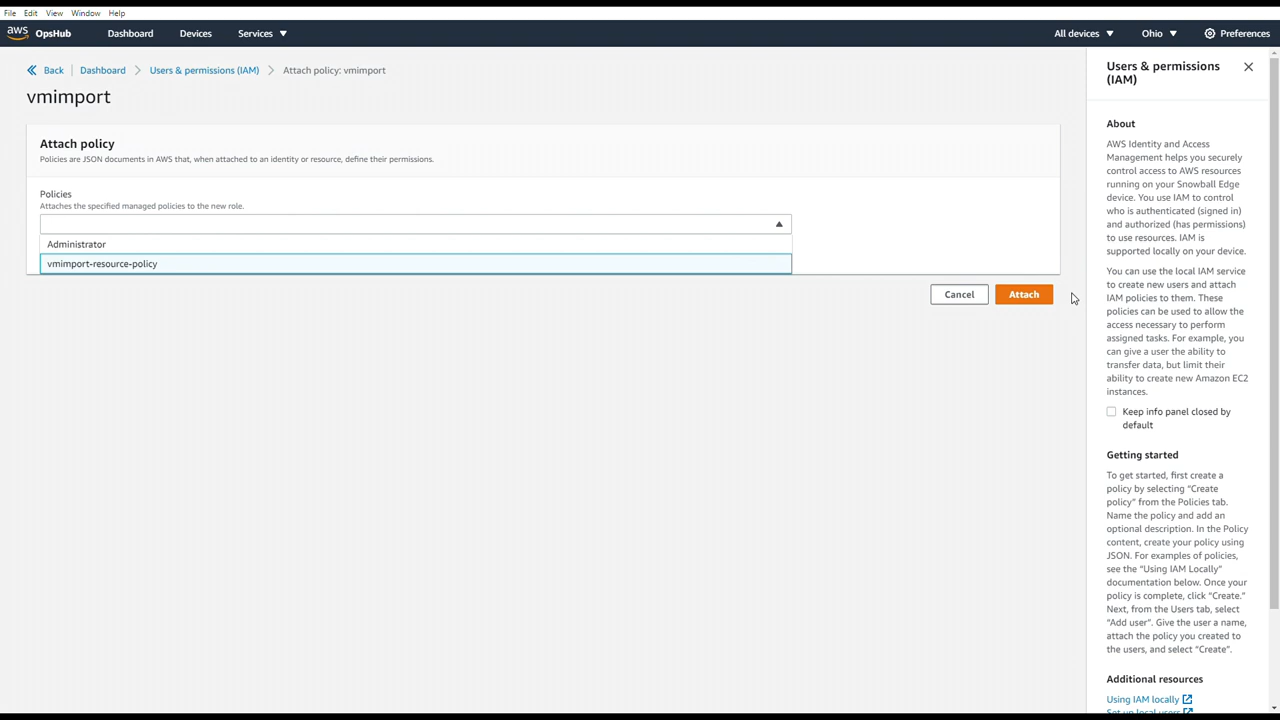 File Edit View Window Help
aws OpsHub Dashboard Devices Services All devices Ohio Preferences
Back Dashboard Users & permissions (IAM) Attach policy: vmimport
vmimport
Attach policy
Policies are JSON documents in AWS that, when attached to an identity or resource, define their permissions.
Policies
Attaches the specified managed policies to the new role.
Administrator
vmimport-resource-policy
Cancel Attach
Users & permissions
(IAM)
About
AWS Identity and Access
Management helps you securely
control access to AWS resources
running on your Snowball Edge
device. You use IAM to control
who is authenticated (signed in)
and authorized (has permissions)
to use resources. IAM is
supported locally on your device.
You can use the local IAM service
to create new users and attach
IAM policies to them. These
policies can be used to allow the
access necessary to perform
assigned tasks. For example, you
can give a user the ability to
transfer data, but limit their
ability to create new Amazon EC2
instances.
Keep info panel closed by
default
Getting started
To get started, first create a
policy by selecting "Create
policy" from the Policies tab.
Name the policy and add an
optional description. In the Policy
content, create your policy using
JSON. For examples of policies,
see the "Using IAM Locally"
documentation below. Once your
policy is complete, click "Create."
Next, from the Users tab, select
"Add user". Give the user a name,
attach the policy you created to
the users, and select "Create".
Additional resources
Using IAM locally
Set up local users